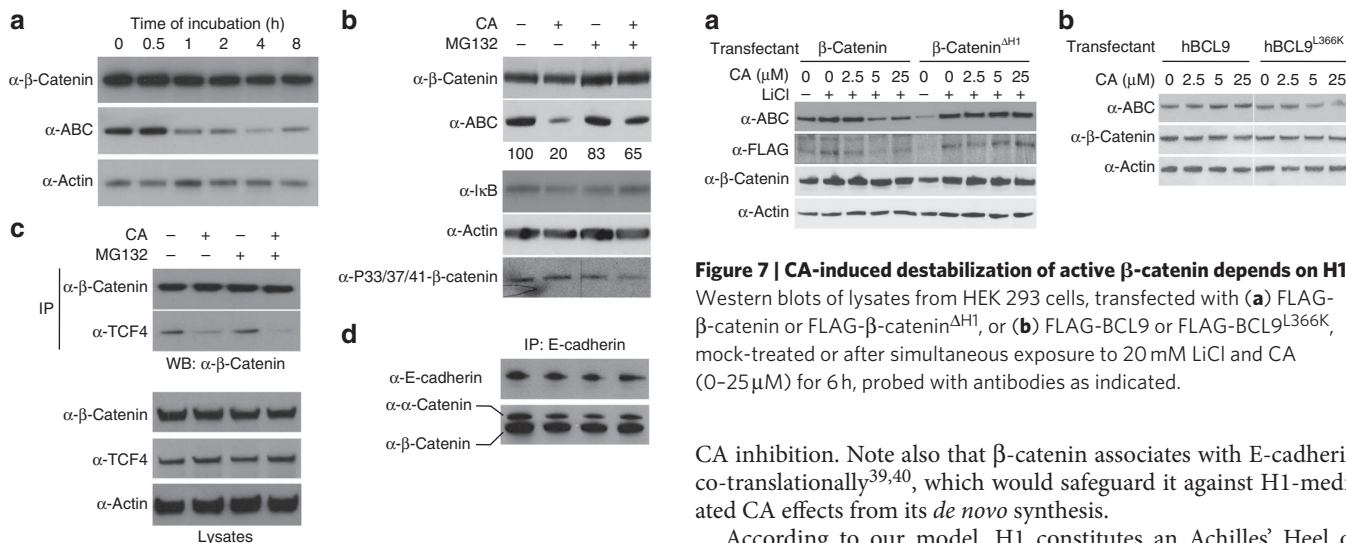 a
Time of incubation (h)
0 0.5 1 2 4 8
α-β-Catenin
α-ABC
α-Actin
b
CA – + – +
MG132 – – + +
α-β-Catenin
α-ABC
100 20 83 65
α-IκB
α-Actin
α-P33/37/41-β-catenin
c
CA – + – +
MG132 – – + +
IP
α-β-Catenin
α-TCF4
WB: α-β-Catenin
α-β-Catenin
α-TCF4
α-Actin
Lysates
d
IP: E-cadherin
α-E-cadherin
α-α-Catenin
α-β-Catenin
a
Transfectant β-Catenin β-Catenin^ΔH1
CA (μM) 0 0 2.5 5 25 0 0 2.5 5 25
LiCl – + + + + – + + + +
α-ABC
α-FLAG
α-β-Catenin
α-Actin
b
Transfectant hBCL9 hBCL9^L366K
CA (μM) 0 2.5 5 25 0 2.5 5 25
α-ABC
α-β-Catenin
α-Actin
Figure 7 | CA-induced destabilization of active β-catenin depends on H1
Western blots of lysates from HEK 293 cells, transfected with (a) FLAG-
β-catenin or FLAG-β-catenin^ΔH1, or (b) FLAG-BCL9 or FLAG-BCL9^L366K,
mock-treated or after simultaneous exposure to 20 mM LiCl and CA
(0–25 μM) for 6 h, probed with antibodies as indicated.
CA inhibition. Note also that β-catenin associates with E-cadheri
co-translationally^39,40, which would safeguard it against H1-medi
ated CA effects from its de novo synthesis.
According to our model, H1 constitutes an Achilles' Heel o